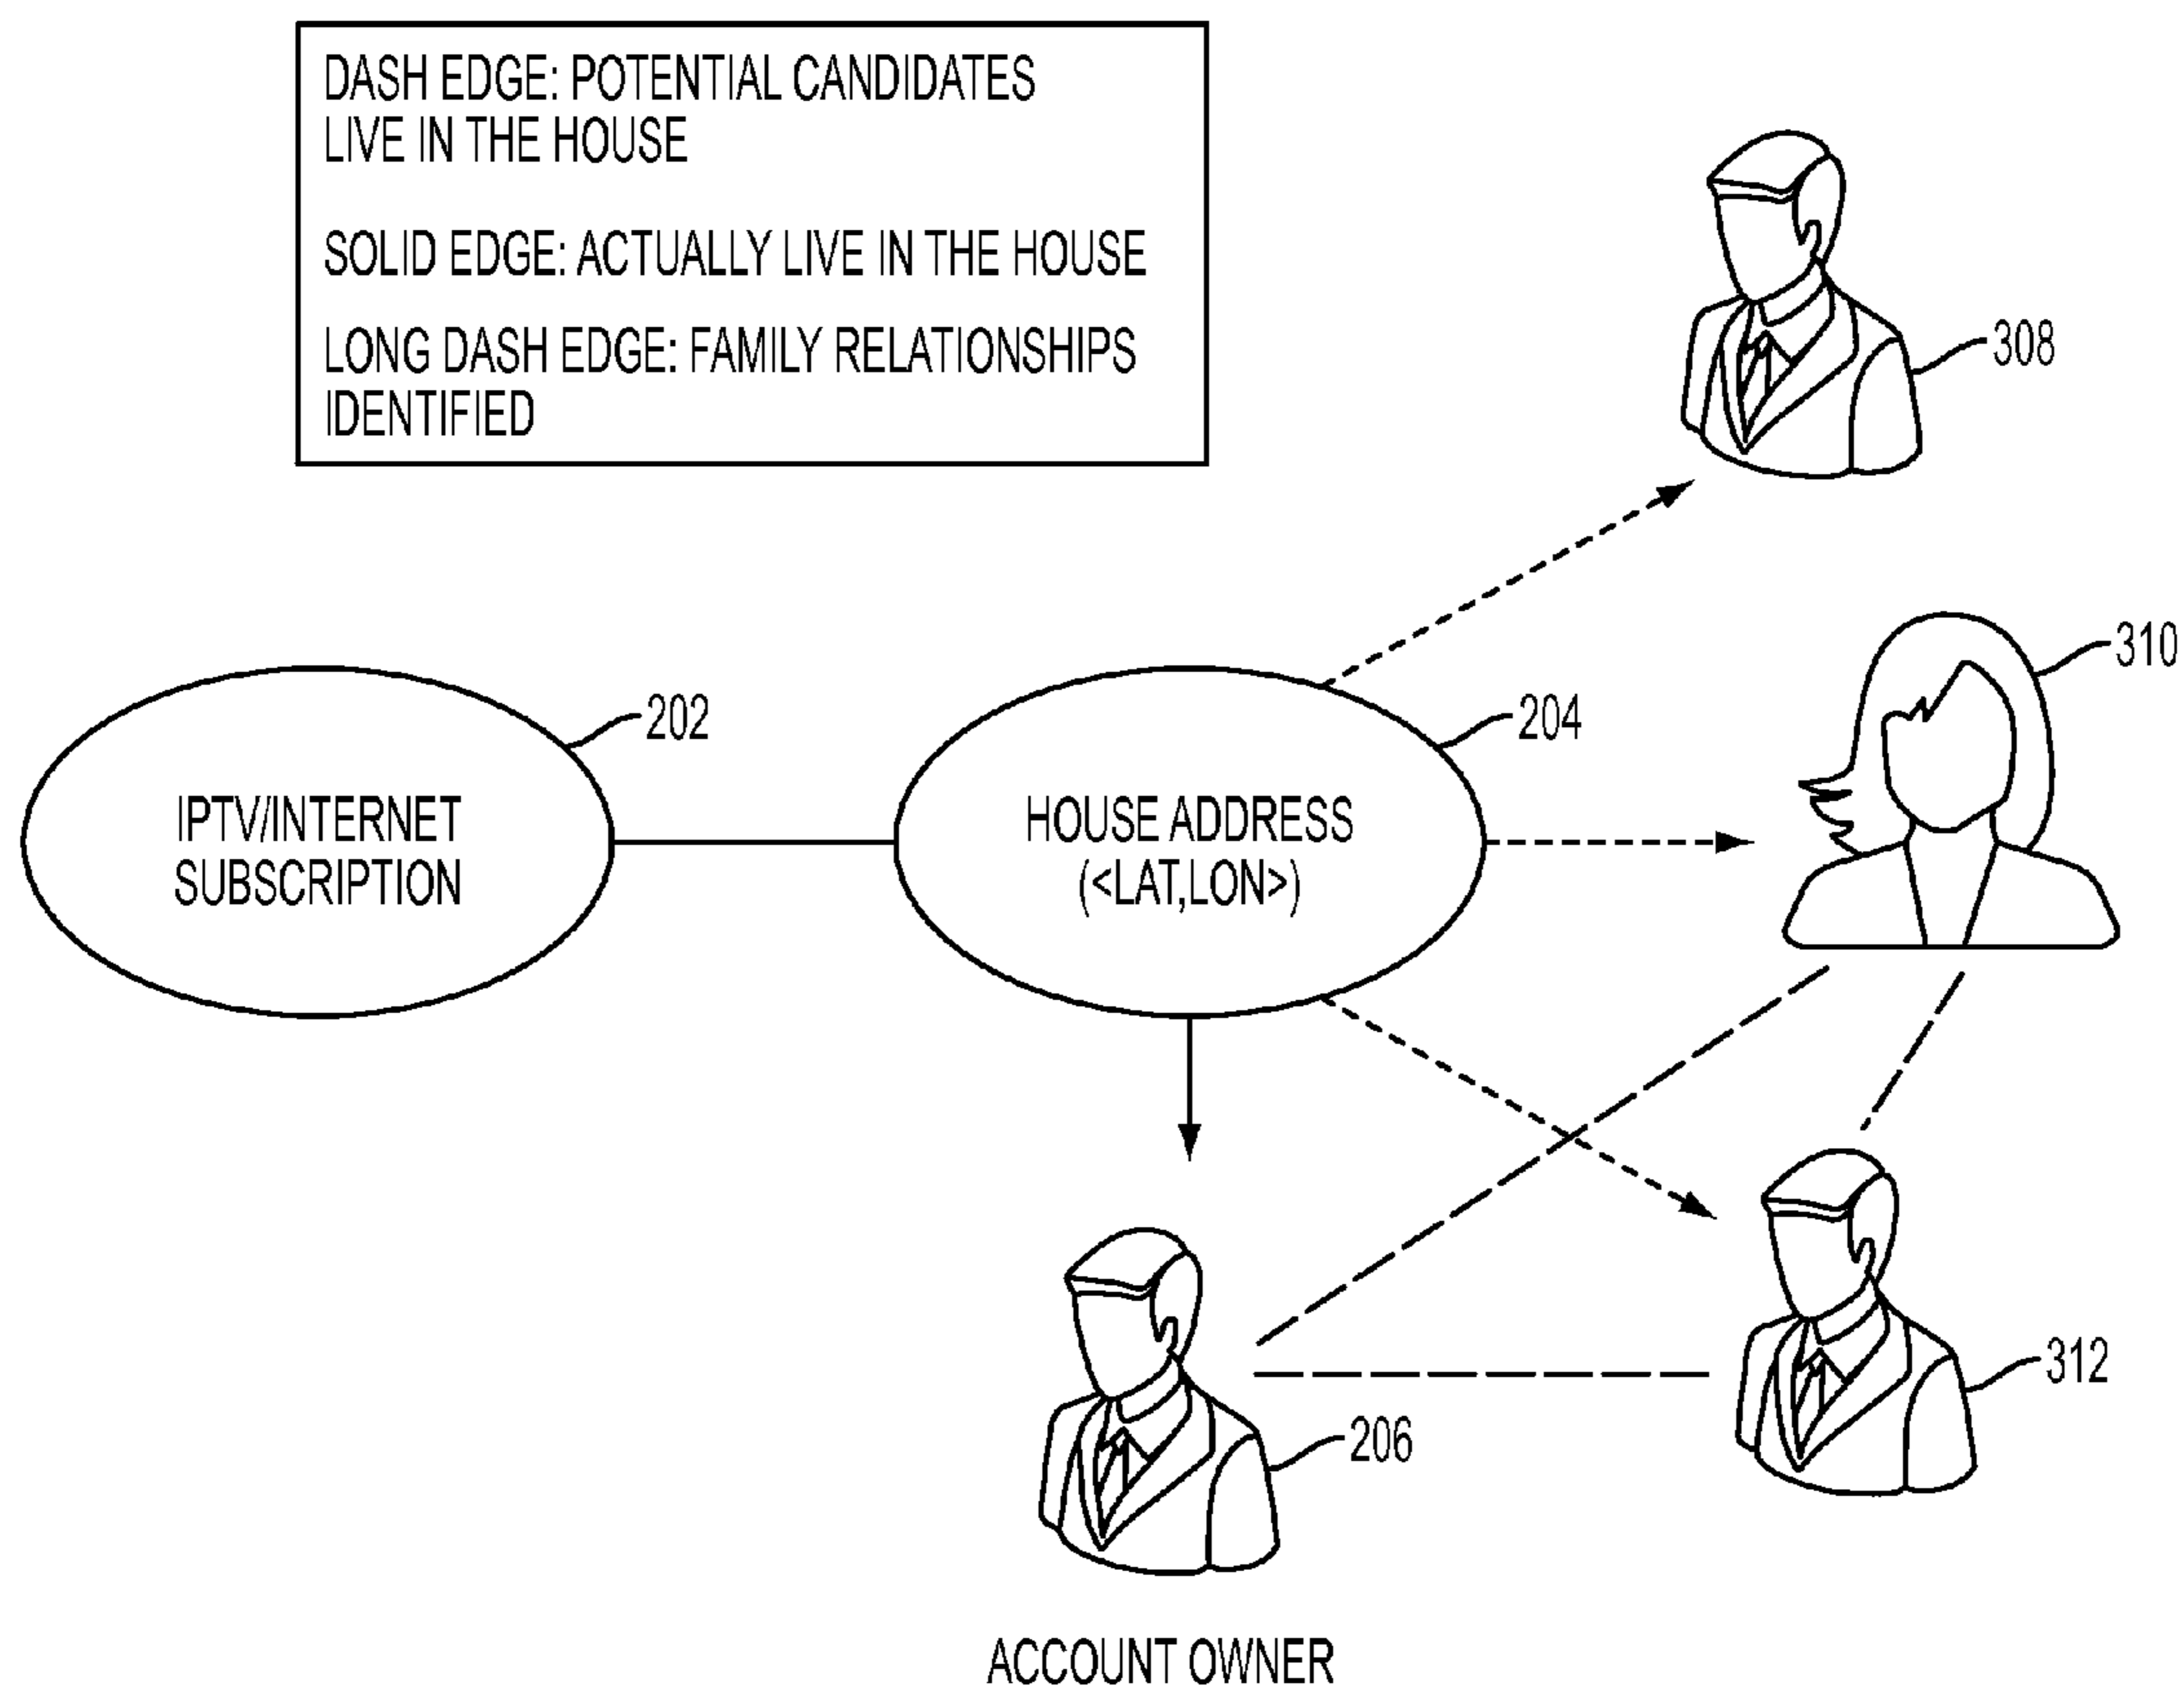 DASH EDGE: POTENTIAL CANDIDATES
LIVE IN THE HOUSE
SOLID EDGE: ACTUALLY LIVE IN THE HOUSE
LONG DASH EDGE: FAMILY RELATIONSHIPS
IDENTIFIED
308
310
202
204
IPTV/INTERNET
SUBSCRIPTION
HOUSE ADDRESS
(<LAT,LON>)
312
206
ACCOUNT OWNER